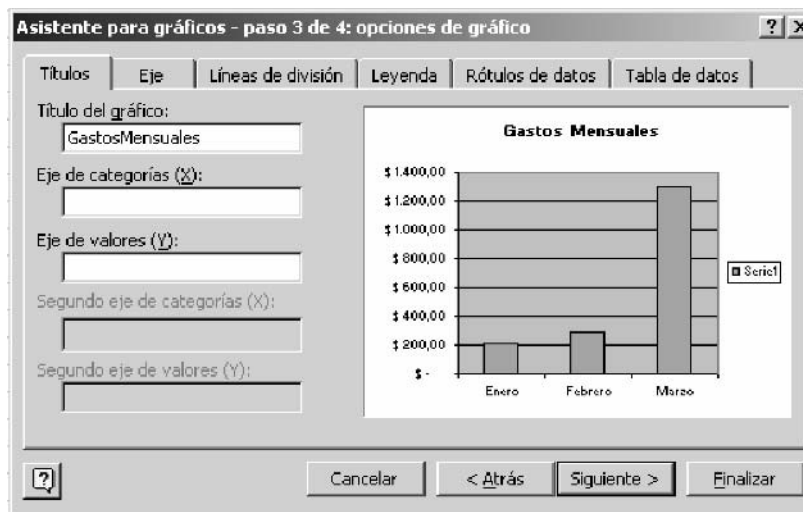 Asistente para gráficos - paso 3 de 4: opciones de gráfico
Títulos Eje Líneas de división Leyenda Rótulos de datos Tabla de datos
Título del gráfico:
GastosMensuales
Eje de categorías (X):
Eje de valores (Y):
Segundo eje de categorías (X):
Segundo eje de valores (Y):
Gastos Mensuales
$ 1.400,00
$ 1.200,00
$ 1.000,00
$ 800,00
$ 600,00
$ 400,00
$ 200,00
$ -
Enero Febrero Marzo
Serie1
Cancelar < Atrás Siguiente > Finalizar